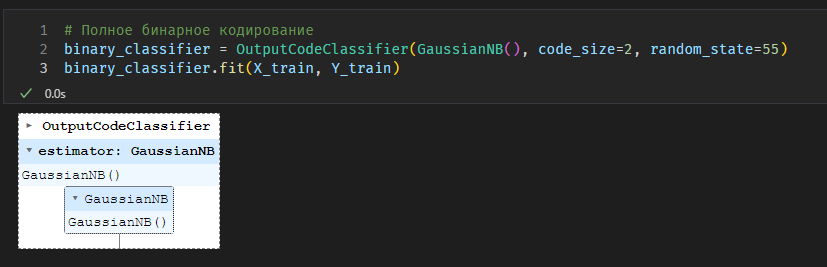 1 # Полное бинарное кодирование
2 binary_classifier = OutputCodeClassifier(GaussianNB(), code_size=2, random_state=55)
3 binary_classifier.fit(X_train, Y_train)
✓ 0.0s
▸ OutputCodeClassifier
▾ estimator: GaussianNB
GaussianNB()
▾ GaussianNB
GaussianNB()